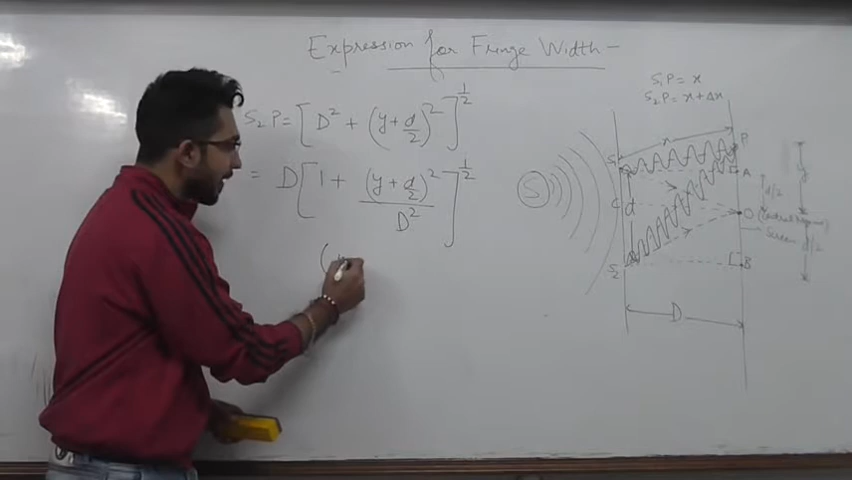 Expression for Fringe Width -
S₁P = x
S₂P = x + Δx
S₂P = [D² + (y + d/2)²]^½
= D[1 + (y + d/2)²/D²]^½
(
S
S₁
x
P
A
y
d/2
C
d
O (
Screen
d/2
S₂
B
D